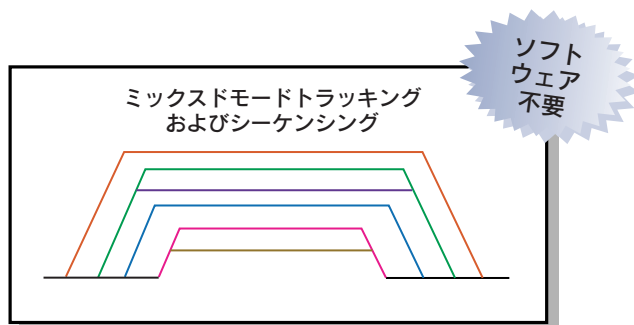 ソフト
ウェア
不要
ミックスドモードトラッキング
およびシーケンシング